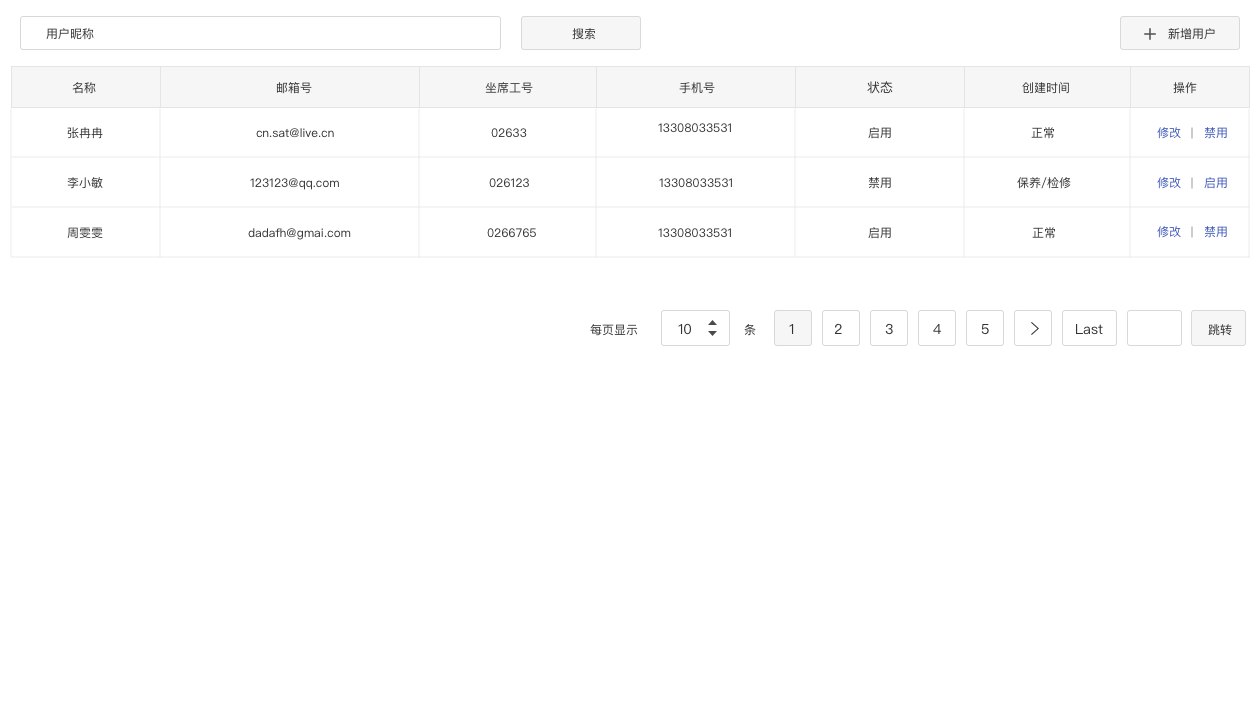 用户昵称 搜索 新增用户
名称 邮箱号 坐席工号 手机号 状态 创建时间 操作
张冉冉 cn.sat@live.cn 02633 13308033531 启用 正常 修改 | 禁用
李小敏 123123@qq.com 026123 13308033531 禁用 保养/检修 修改 | 启用
周雯雯 dadafh@gmai.com 0266765 13308033531 启用 正常 修改 | 禁用
每页显示 10 条 1 2 3 4 5 Last 跳转